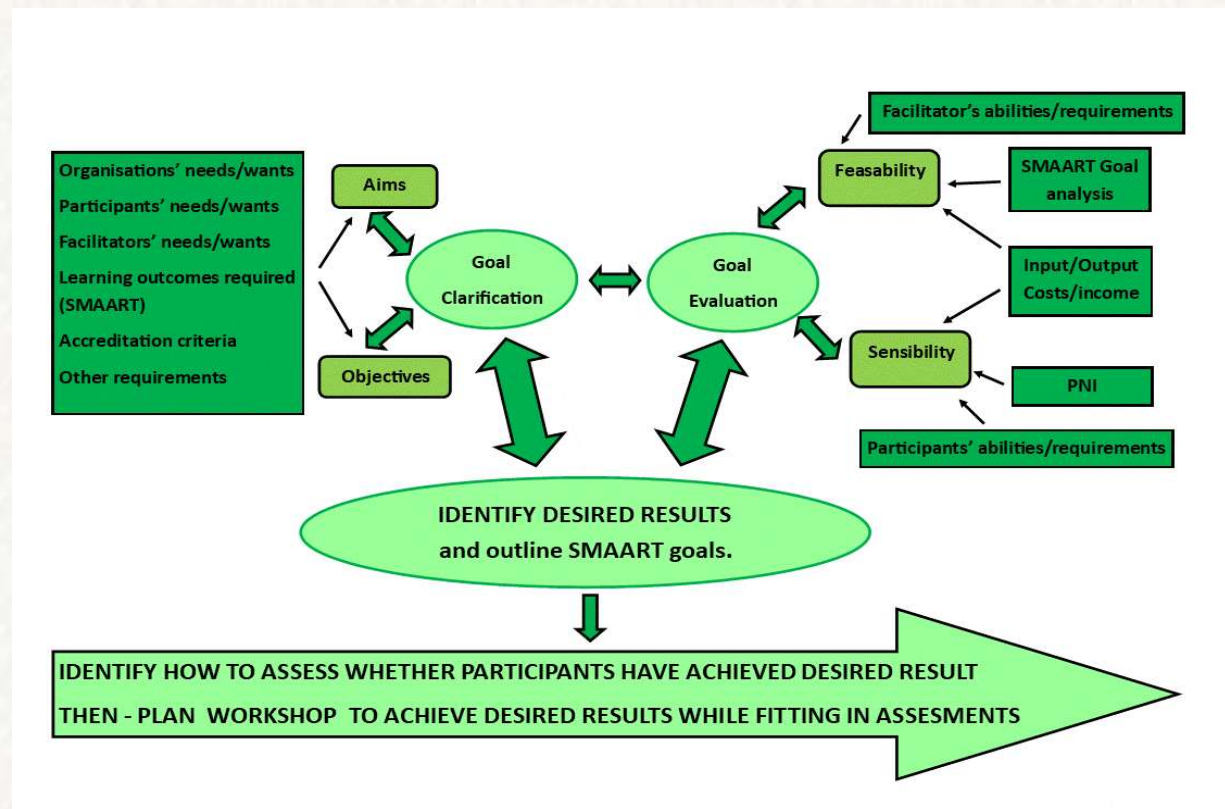 Organisations’ needs/wants
Participants’ needs/wants
Facilitators’ needs/wants
Learning outcomes required
(SMAART)
Accreditation criteria
Other requirements
Aims
Objectives
Goal
Clarification
Goal
Evaluation
Feasability
Sensibility
Facilitator’s abilities/requirements
SMAART Goal
analysis
Input/Output
Costs/income
PNI
Participants’ abilities/requirements
IDENTIFY DESIRED RESULTS
and outline SMAART goals.
IDENTIFY HOW TO ASSESS WHETHER PARTICIPANTS HAVE ACHIEVED DESIRED RESULT
THEN - PLAN WORKSHOP TO ACHIEVE DESIRED RESULTS WHILE FITTING IN ASSESMENTS